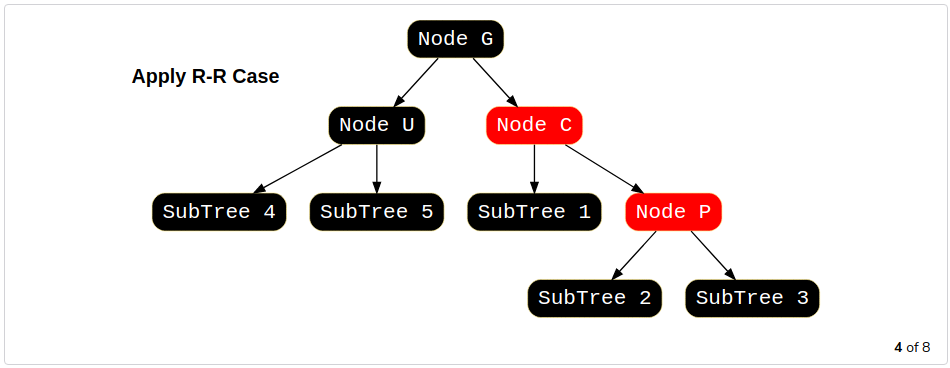 Node G
Apply R-R Case
Node U
Node C
SubTree 4
SubTree 5
SubTree 1
Node P
SubTree 2
SubTree 3
4 of 8